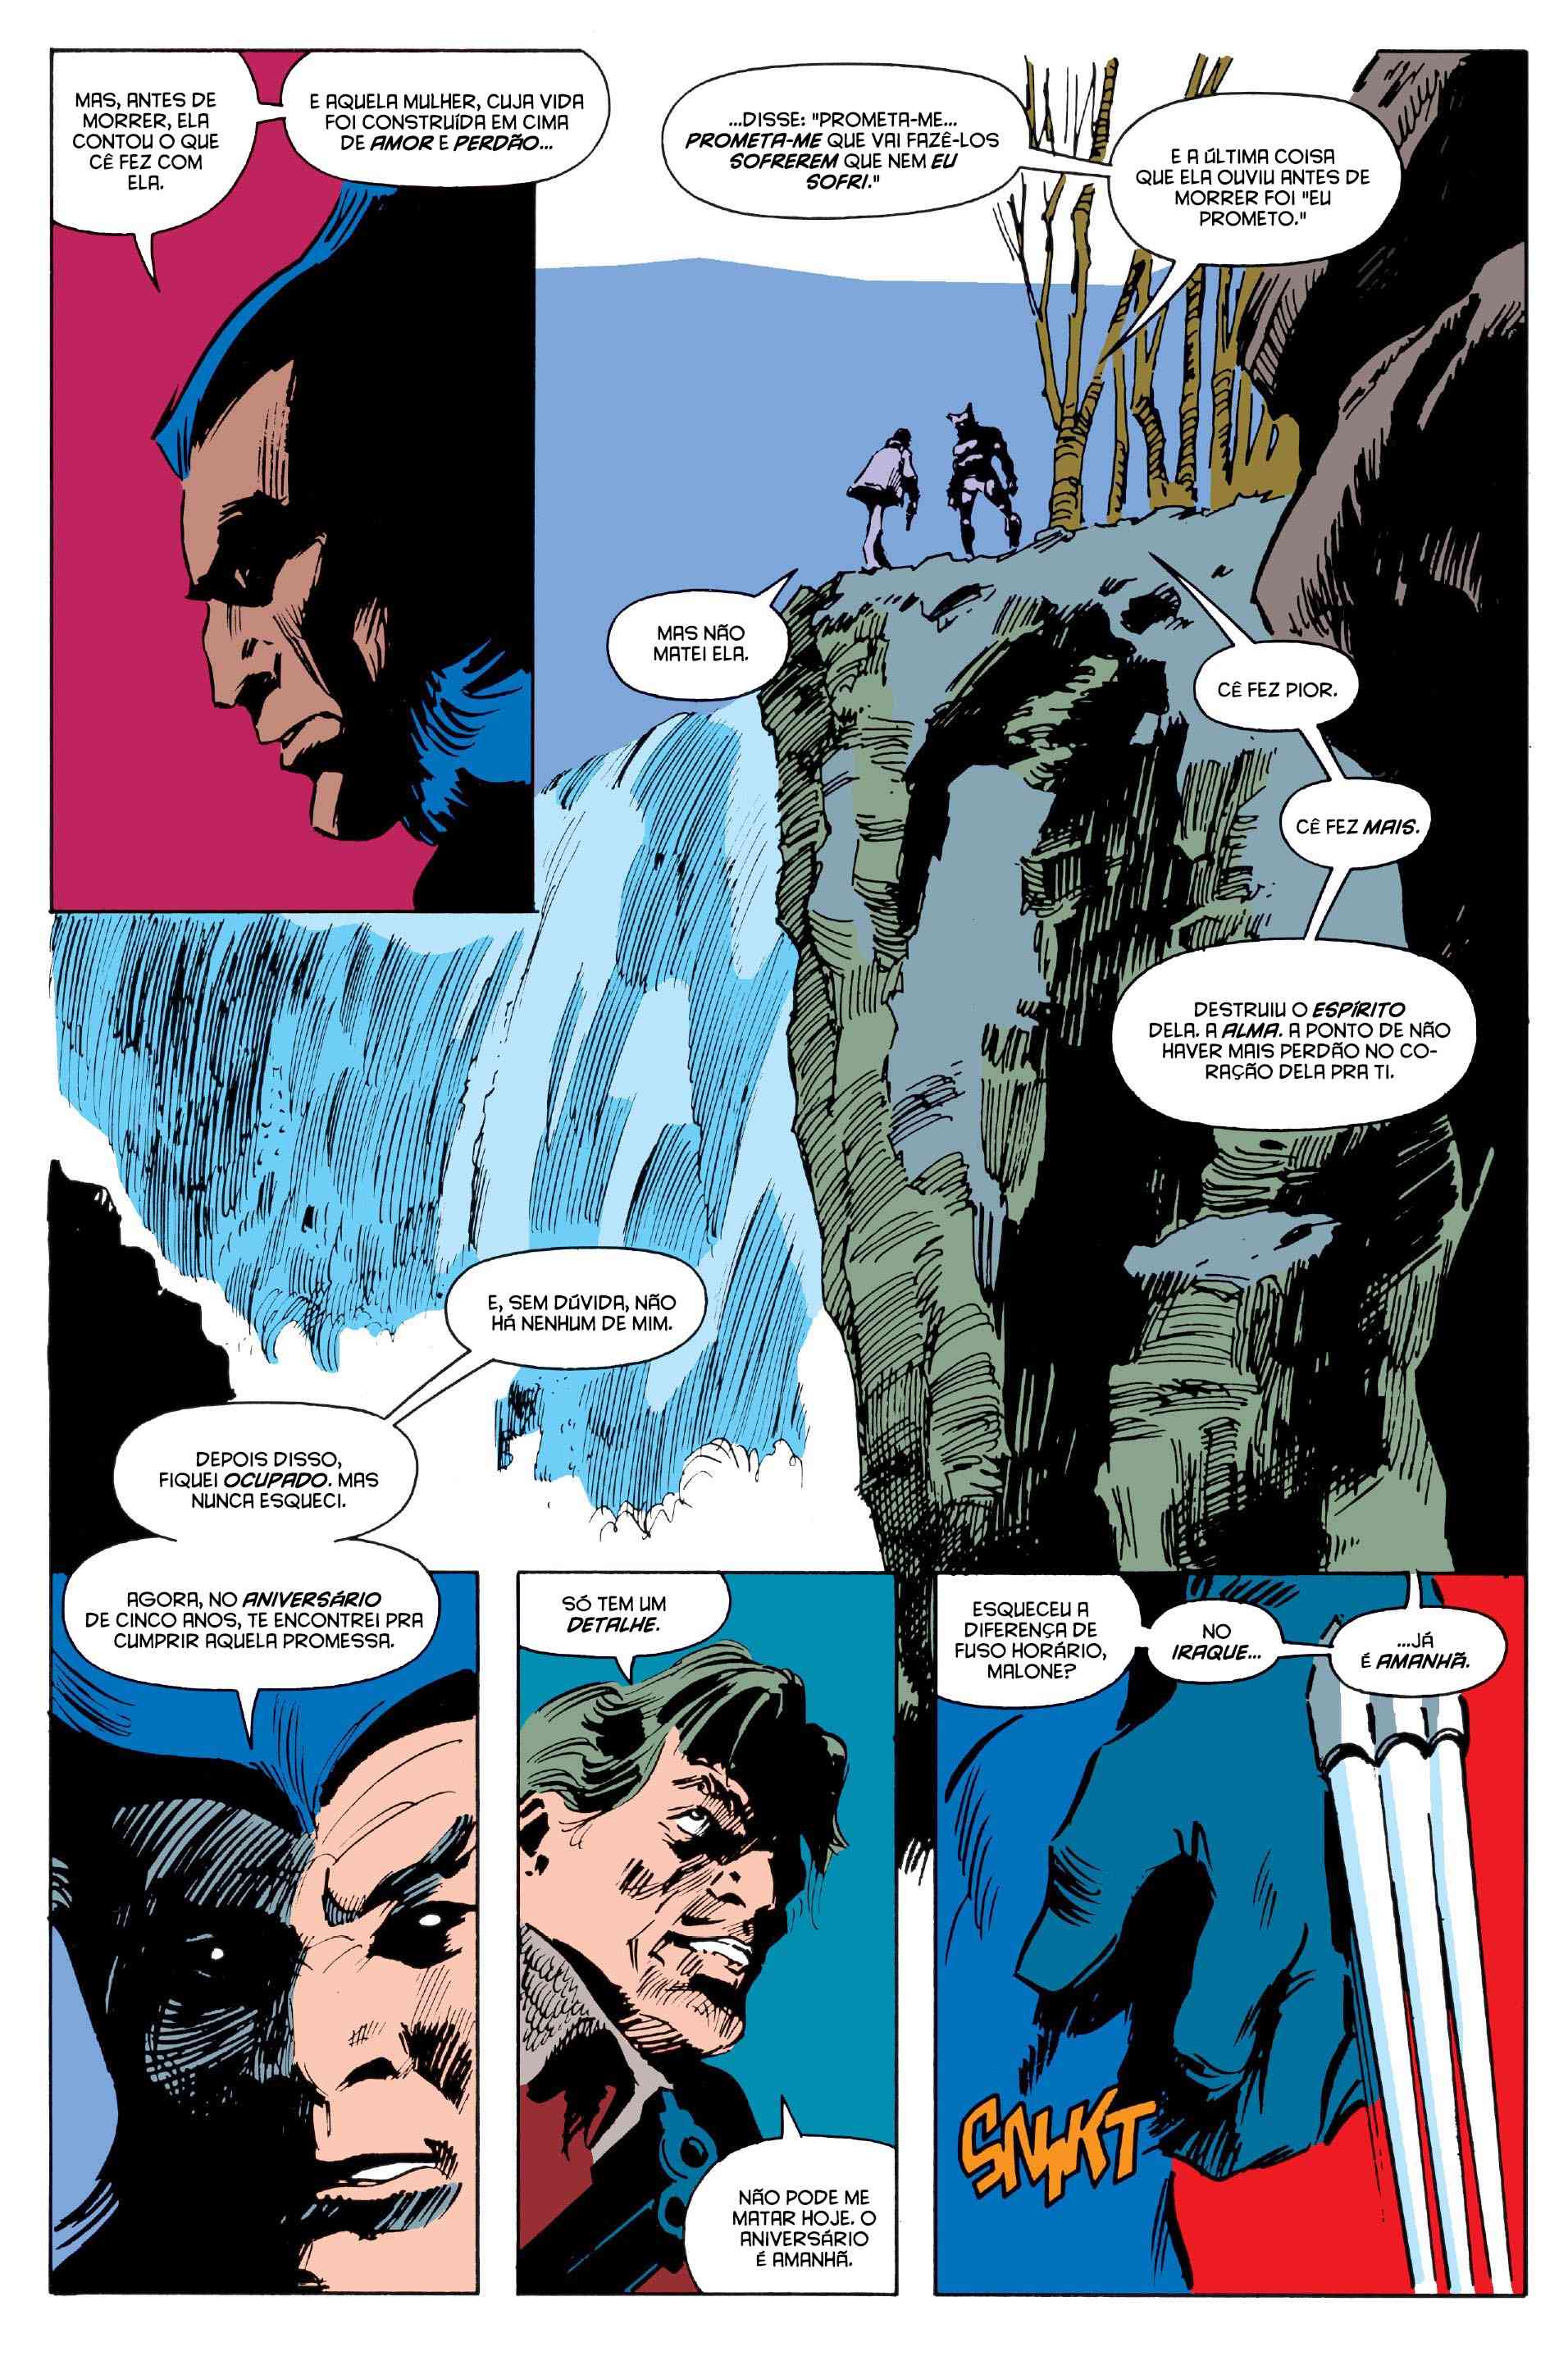 MAS, ANTES DE
MORRER, ELA
CONTOU O QUE
CÊ FEZ COM
ELA.
E AQUELA MULHER, CUJA VIDA
FOI CONSTRUÍDA EM CIMA
DE AMOR E PERDÃO...
...DISSE: "PROMETA-ME...
PROMETA-ME QUE VAI FAZÊ-LOS
SOFREREM QUE NEM EU
SOFRI."
E A ÚLTIMA COISA
QUE ELA OUVIU ANTES DE
MORRER FOI "EU
PROMETO."
MAS NÃO
MATEI ELA.
CÊ FEZ PIOR.
CÊ FEZ MAIS.
DESTRUIU O ESPÍRITO
DELA. A ALMA. A PONTO DE NÃO
HAVER MAIS PERDÃO NO CO-
RAÇÃO DELA PRA TI.
E, SEM DÚVIDA, NÃO
HÁ NENHUM DE MIM.
DEPOIS DISSO,
FIQUEI OCUPADO. MAS
NUNCA ESQUECI.
AGORA, NO ANIVERSÁRIO
DE CINCO ANOS, TE ENCONTREI PRA
CUMPRIR AQUELA PROMESSA.
SÓ TEM UM
DETALHE.
NÃO PODE ME
MATAR HOJE. O
ANIVERSÁRIO
É AMANHÃ.
ESQUECEU A
DIFERENÇA DE
FUSO HORÁRIO,
MALONE?
NO
IRAQUE...
...JÁ
É AMANHÃ.
SNIKT